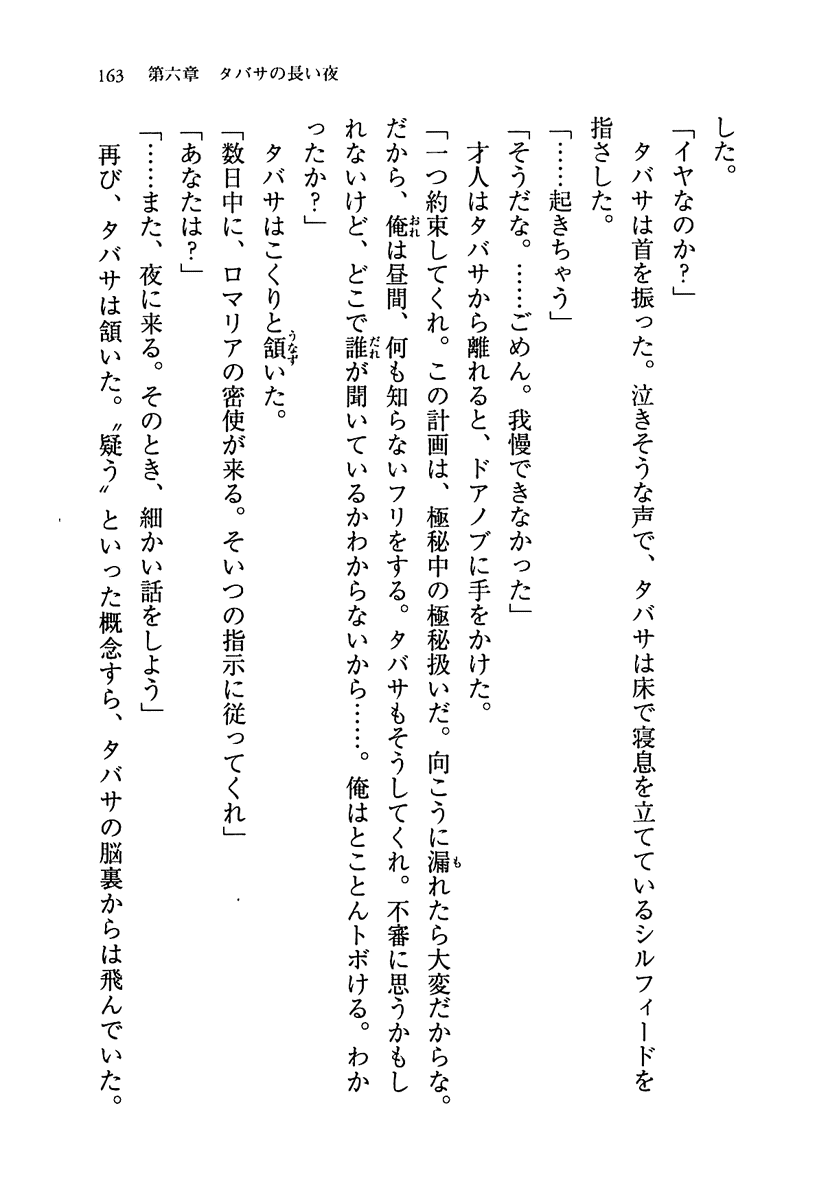 163　第六章　タバサの長い夜
した。
「イヤなのか？」
　タバサは首を振った。泣きそうな声で、タバサは床で寝息を立てているシルフィードを
指さした。
「……起きちゃう」
「そうだな。……ごめん。我慢できなかった」
　才人はタバサから離れると、ドアノブに手をかけた。
「一つ約束してくれ。この計画は、極秘中の極秘扱いだ。向こうに漏れたら大変だからな。
だから、俺は昼間、何も知らないフリをする。タバサもそうしてくれ。不審に思うかもし
れないけど、どこで誰が聞いているかわからないから……。俺はとことんトボける。わか
ったか？」
　タバサはこくりと頷いた。
「数日中に、ロマリアの密使が来る。そいつの指示に従ってくれ」
「あなたは？」
「……また、夜に来る。そのとき、細かい話をしよう」
　再び、タバサは頷いた。〝疑う〟といった概念すら、タバサの脳裏からは飛んでいた。